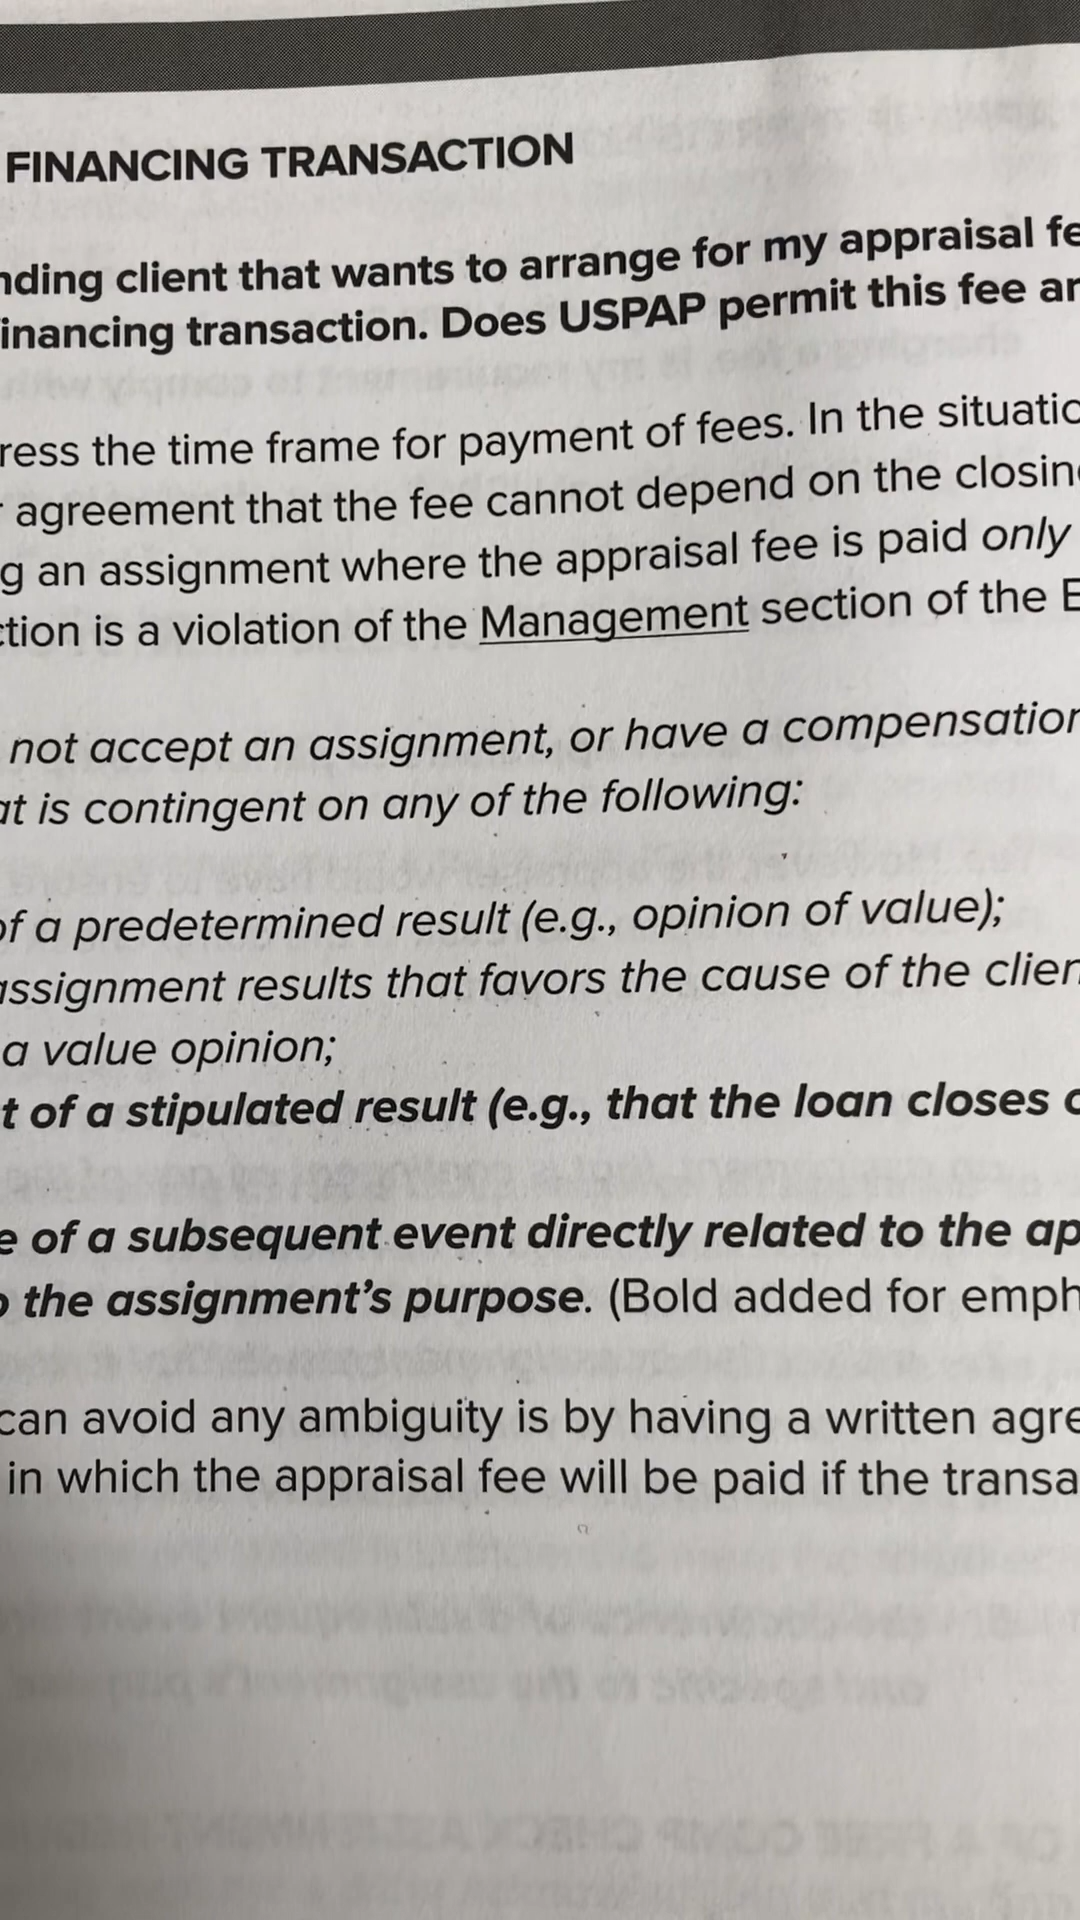 FINANCING TRANSACTION
nding client that wants to arrange for my appraisal fe
inancing transaction. Does USPAP permit this fee ar
ress the time frame for payment of fees. In the situatio
agreement that the fee cannot depend on the closing
g an assignment where the appraisal fee is paid only
ction is a violation of the Management section of the E
not accept an assignment, or have a compensation
at is contingent on any of the following:
of a predetermined result (e.g., opinion of value);
assignment results that favors the cause of the clien
a value opinion;
t of a stipulated result (e.g., that the loan closes o
e of a subsequent event directly related to the ap
o the assignment's purpose. (Bold added for emph
can avoid any ambiguity is by having a written agre
in which the appraisal fee will be paid if the transa